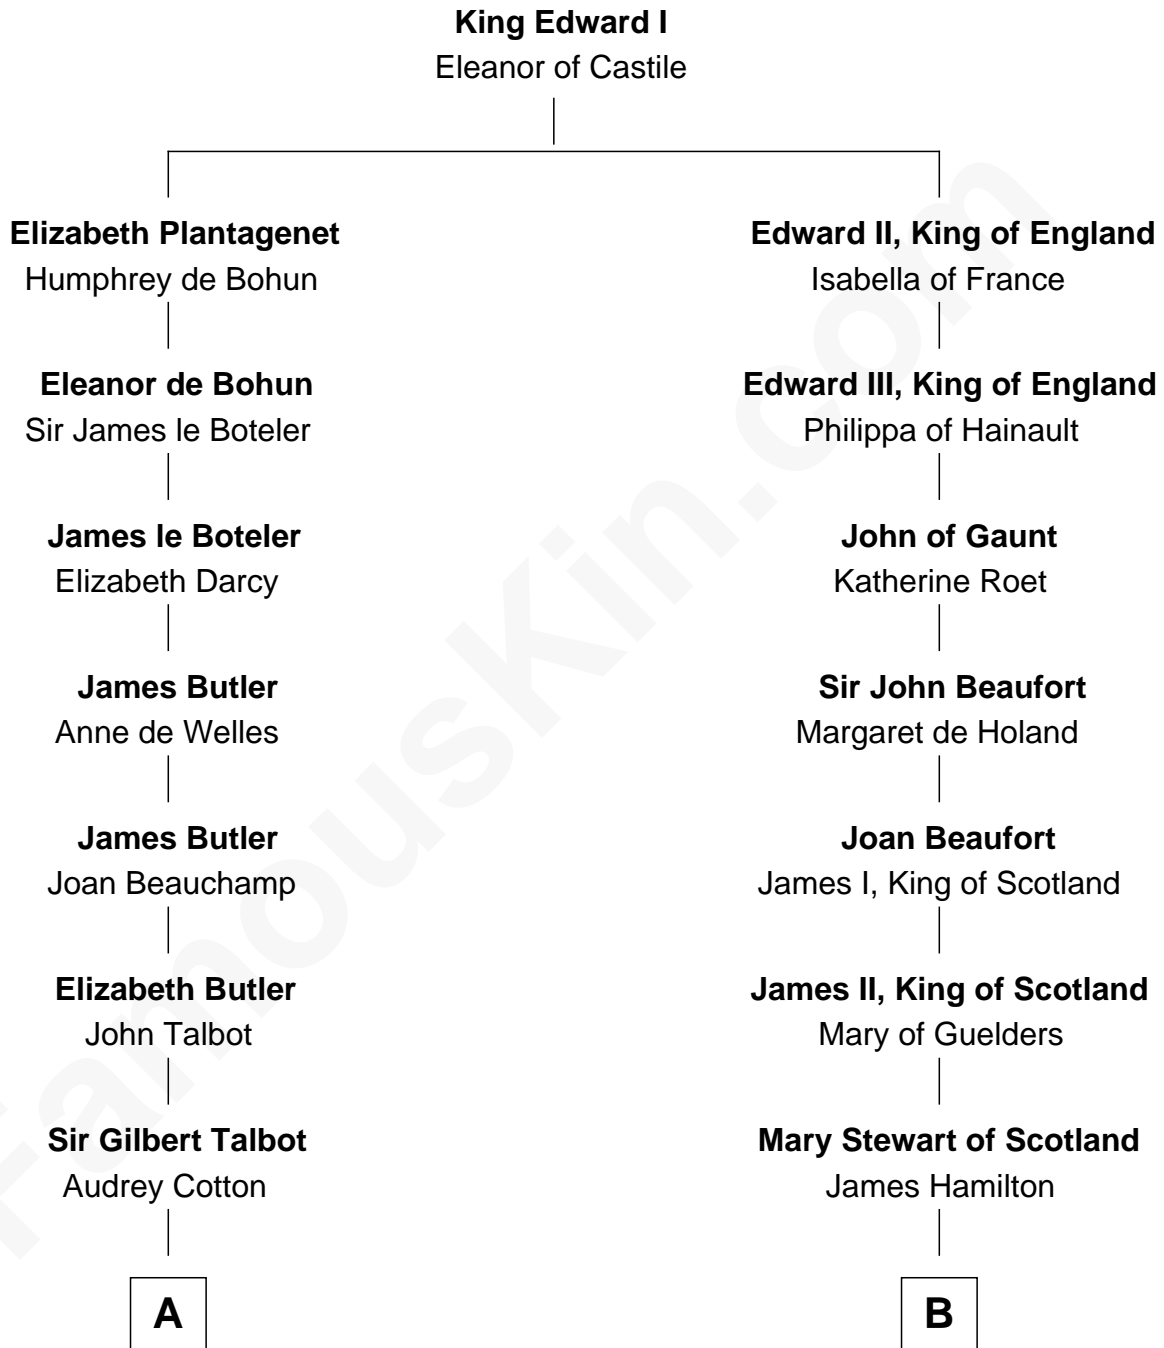 King Edward I
Eleanor of Castile
Elizabeth Plantagenet
Humphrey de Bohun
Edward II, King of England
Isabella of France
Eleanor de Bohun
Sir James le Boteler
Edward III, King of England
Philippa of Hainault
James le Boteler
Elizabeth Darcy
John of Gaunt
Katherine Roet
James Butler
Anne de Welles
Sir John Beaufort
Margaret de Holand
James Butler
Joan Beauchamp
Joan Beaufort
James I, King of Scotland
Elizabeth Butler
John Talbot
James II, King of Scotland
Mary of Guelders
Sir Gilbert Talbot
Audrey Cotton
Mary Stewart of Scotland
James Hamilton
A
B
FamousKin.com